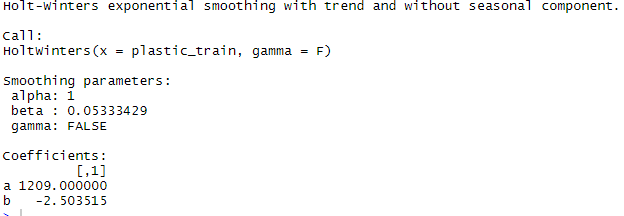 Holt-Winters exponential smoothing with trend and without seasonal component.
Call:
HoltWinters(x = plastic_train, gamma = F)
Smoothing parameters:
alpha: 1
beta : 0.05333429
gamma: FALSE
Coefficients:
[,1]
a 1209.000000
b -2.503515
>